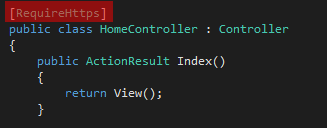 [RequireHttps]
public class HomeController : Controller
{
    public ActionResult Index()
    {
        return View();
    }